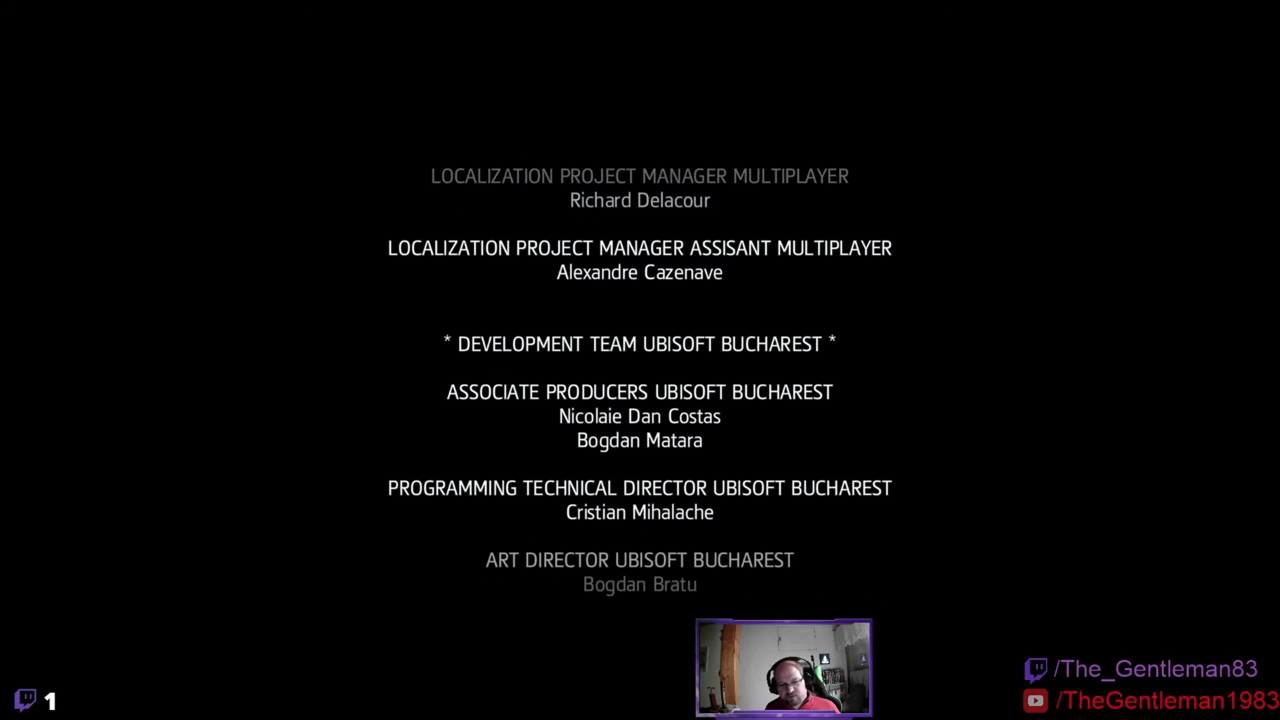 LOCALIZATION PROJECT MANAGER MULTIPLAYER
Richard Delacour
LOCALIZATION PROJECT MANAGER ASSISANT MULTIPLAYER
Alexandre Cazenave
* DEVELOPMENT TEAM UBISOFT BUCHAREST *
ASSOCIATE PRODUCERS UBISOFT BUCHAREST
Nicolaie Dan Costas
Bogdan Matara
PROGRAMMING TECHNICAL DIRECTOR UBISOFT BUCHAREST
Cristian Mihalache
ART DIRECTOR UBISOFT BUCHAREST
Bogdan Bratu
/The_Gentleman83
/TheGentleman1983
1